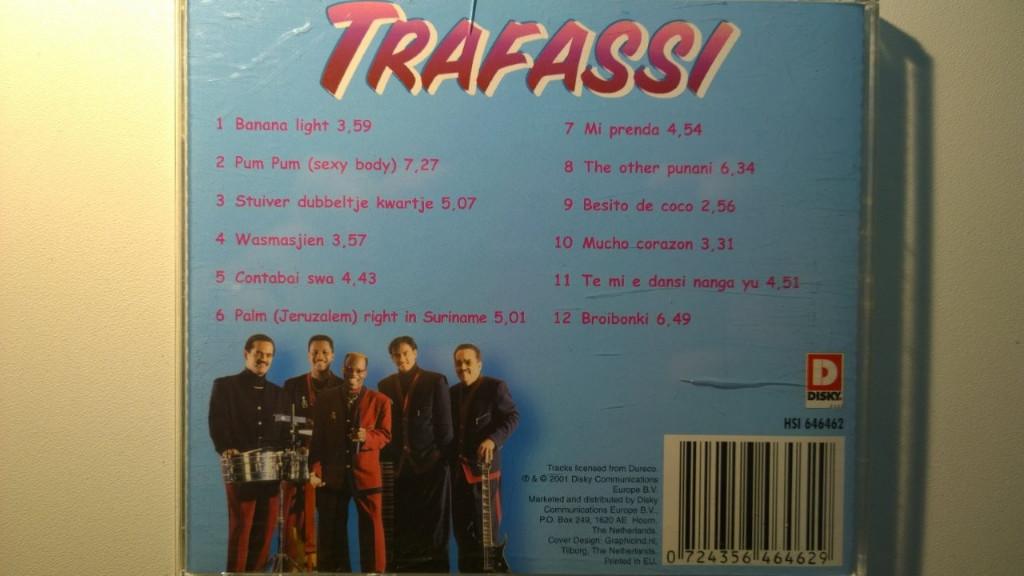 TRAFASSI
1 Banana light 3,59
2 Pum Pum (sexy body) 7,27
3 Stuiver dubbeltje kwartje 5,07
4 Wasmasjien 3,57
5 Contabai swa 4,43
6 Palm (Jeruzalem) right in Suriname 5,01
7 Mi prenda 4,54
8 The other punani 6,34
9 Besito de coco 2,56
10 Mucho corazon 3,31
11 Te mi e dansi nanga yu 4,51
12 Broibonki 6,49
D
DISKY
HSI 646462
Tracks licensed from Dureco.
℗ & © 2001 Disky Communications
Europe B.V.
Marketed and distributed by Disky
Communications Europe B.V.,
P.O. Box 249, 1620 AE Hoorn,
The Netherlands.
Cover Design: Graphicind.nl,
Tilburg, The Netherlands.
Printed in EU.
0 724356 464629